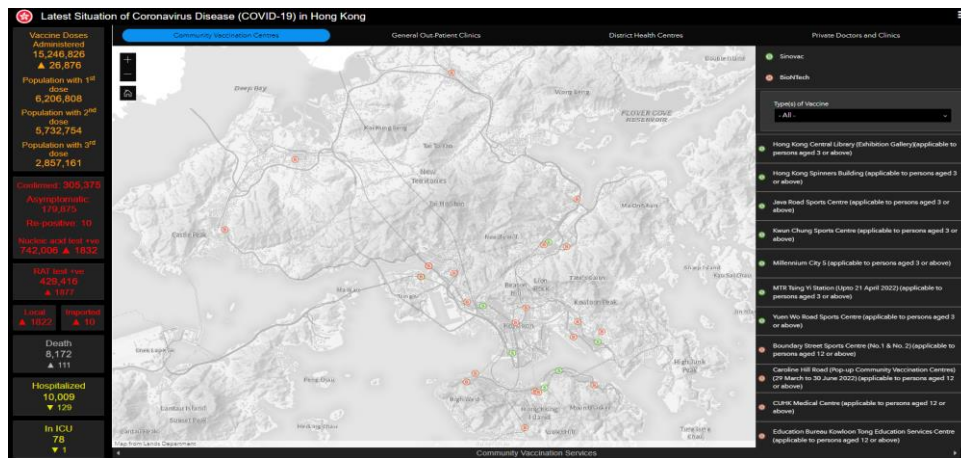 Latest Situation of Coronavirus Disease (COVID-19) in Hong Kong
Vaccine Doses
Administered
15,246,826
▲ 26,876
Population with 1st
dose
6,206,808
Population with 2nd
dose
5,732,754
Population with 3rd
dose
2,857,161
Confirmed: 305,375
Asymptomatic:
179,875
Re-positive: 10
Nucleic acid test +ve
742,006 ▲ 1832
RAT test +ve
429,416
▲ 1877
Local
▲ 1822
Imported
▲ 10
Death
8,172
▲ 111
Hospitalized
10,009
▼ 129
In ICU
78
▼ 1
Community Vaccination Centres
General Out-Patient Clinics
District Health Centres
Private Doctors and Clinics
+
−
Deep Bay
PLOVER COVE
RESERVOIR
New
Territories
Castle Peak
Kowloon Peak
High Junk
Peak
Lantau Island
Sunset Peak
Map from Lands Department
Community Vaccination Services
Sinovac
BioNTech
Type(s) of Vaccine
- All -
Hong Kong Central Library (Exhibition Gallery)(applicable to
persons aged 3 or above)
Hong Kong Spinners Building (applicable to persons aged 3
or above)
Java Road Sports Centre (applicable to persons aged 3 or
above)
Kwun Chung Sports Centre (applicable to persons aged 3 or
above)
Millennium City 5 (applicable to persons aged 3 or above)
MTR Tsing Yi Station (Upto 21 April 2022) (applicable to
persons aged 3 or above)
Yuen Wo Road Sports Centre (applicable to persons aged 3
or above)
Boundary Street Sports Centre (No.1 & No. 2) (applicable to
persons aged 12 or above)
Caroline Hill Road (Pop-up Community Vaccination Centres)
(29 March to 30 June 2022) (applicable to persons aged 12
or above)
CUHK Medical Centre (applicable to persons aged 12 or
above)
Education Bureau Kowloon Tong Education Services Centre
(applicable to persons aged 12 or above)